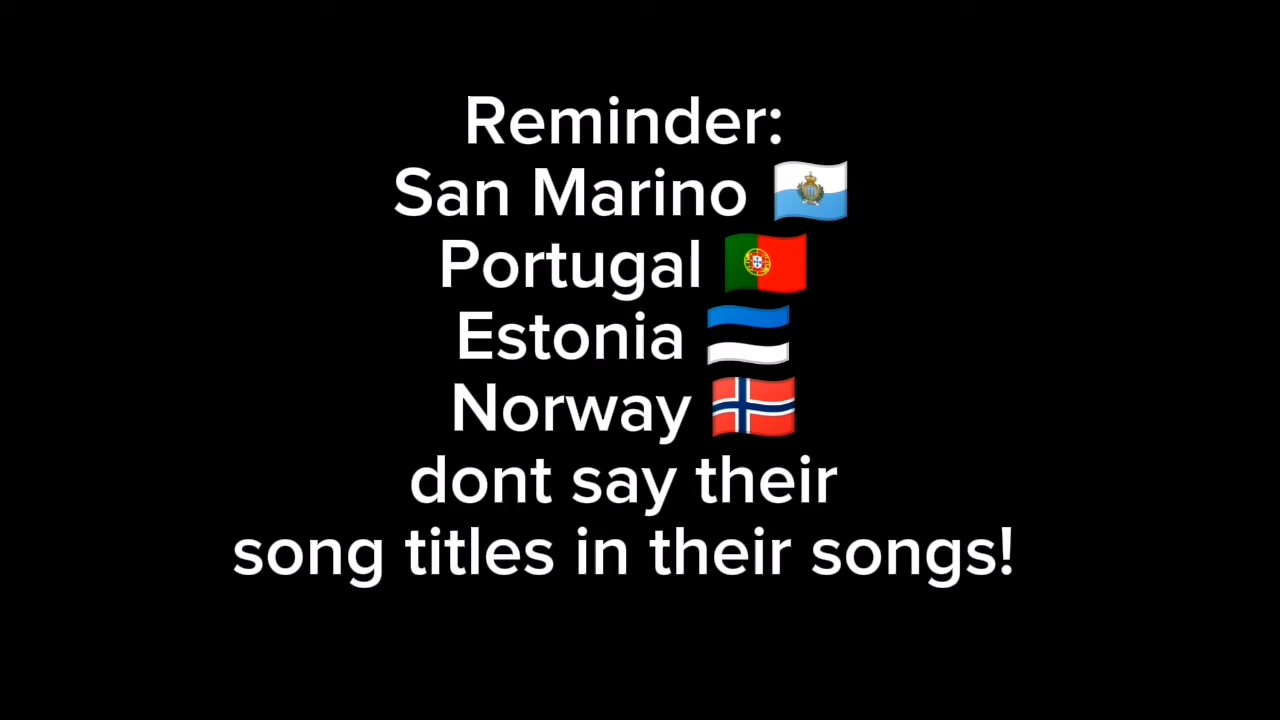 Reminder:
San Marino 🇸🇲
Portugal 🇵🇹
Estonia 🇪🇪
Norway 🇳🇴
dont say their
song titles in their songs!